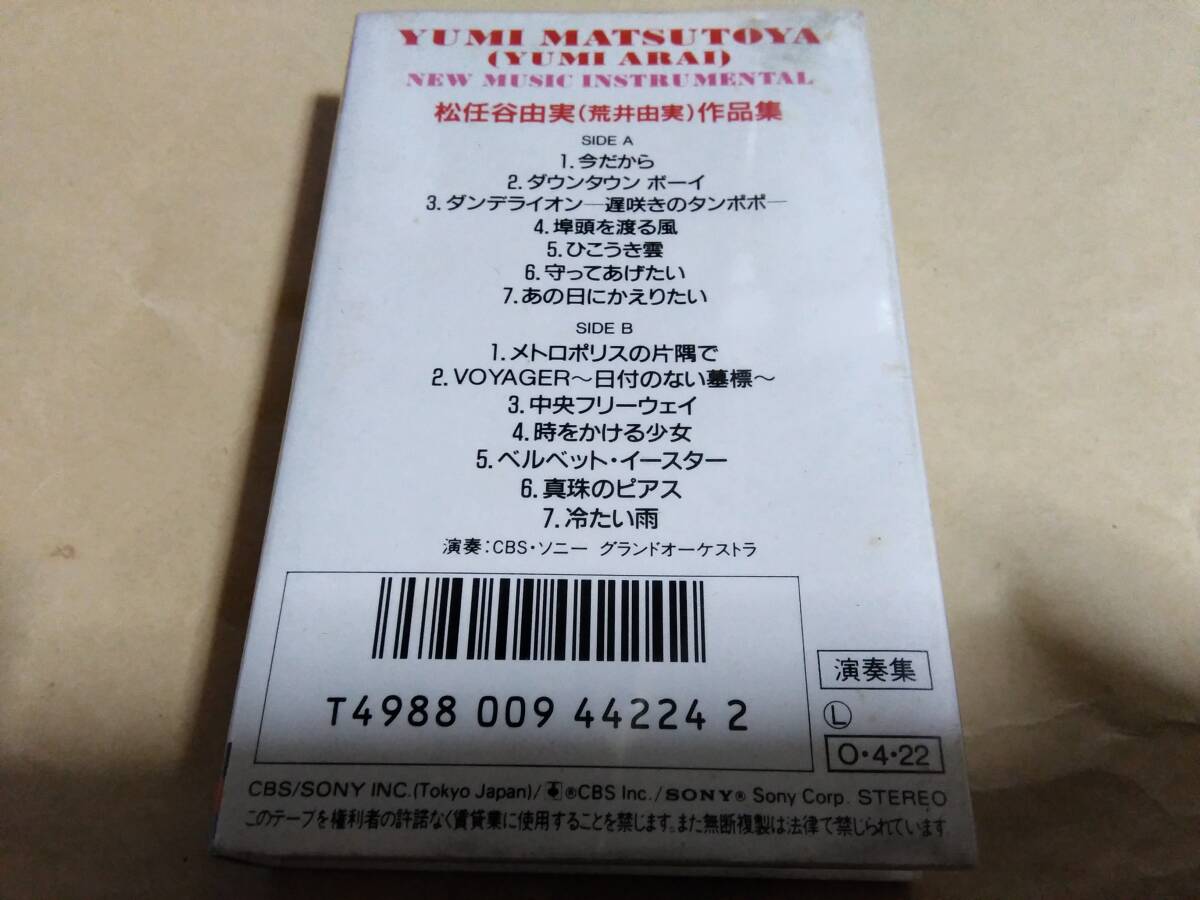 YUMI MATSUTOYA
(YUMI ARAI)
NEW MUSIC INSTRUMENTAL
松任谷由実(荒井由実)作品集
SIDE A
1.今だから
2.ダウンタウン ボーイ
3.ダンデライオン―遅咲きのタンポポ―
4.埠頭を渡る風
5.ひこうき雲
6.守ってあげたい
7.あの日にかえりたい
SIDE B
1.メトロポリスの片隅で
2.VOYAGER〜日付のない墓標〜
3.中央フリーウェイ
4.時をかける少女
5.ベルベット・イースター
6.真珠のピアス
7.冷たい雨
演奏:CBS・ソニー グランドオーケストラ
T4988 009 44224 2
演奏集
Ⓛ
O・4・22
CBS/SONY INC.(Tokyo Japan)/ ®CBS Inc./SONY® Sony Corp. STEREO
このテープを権利者の許諾なく賃貸業に使用することを禁じます。また無断複製は法律で禁じられています。